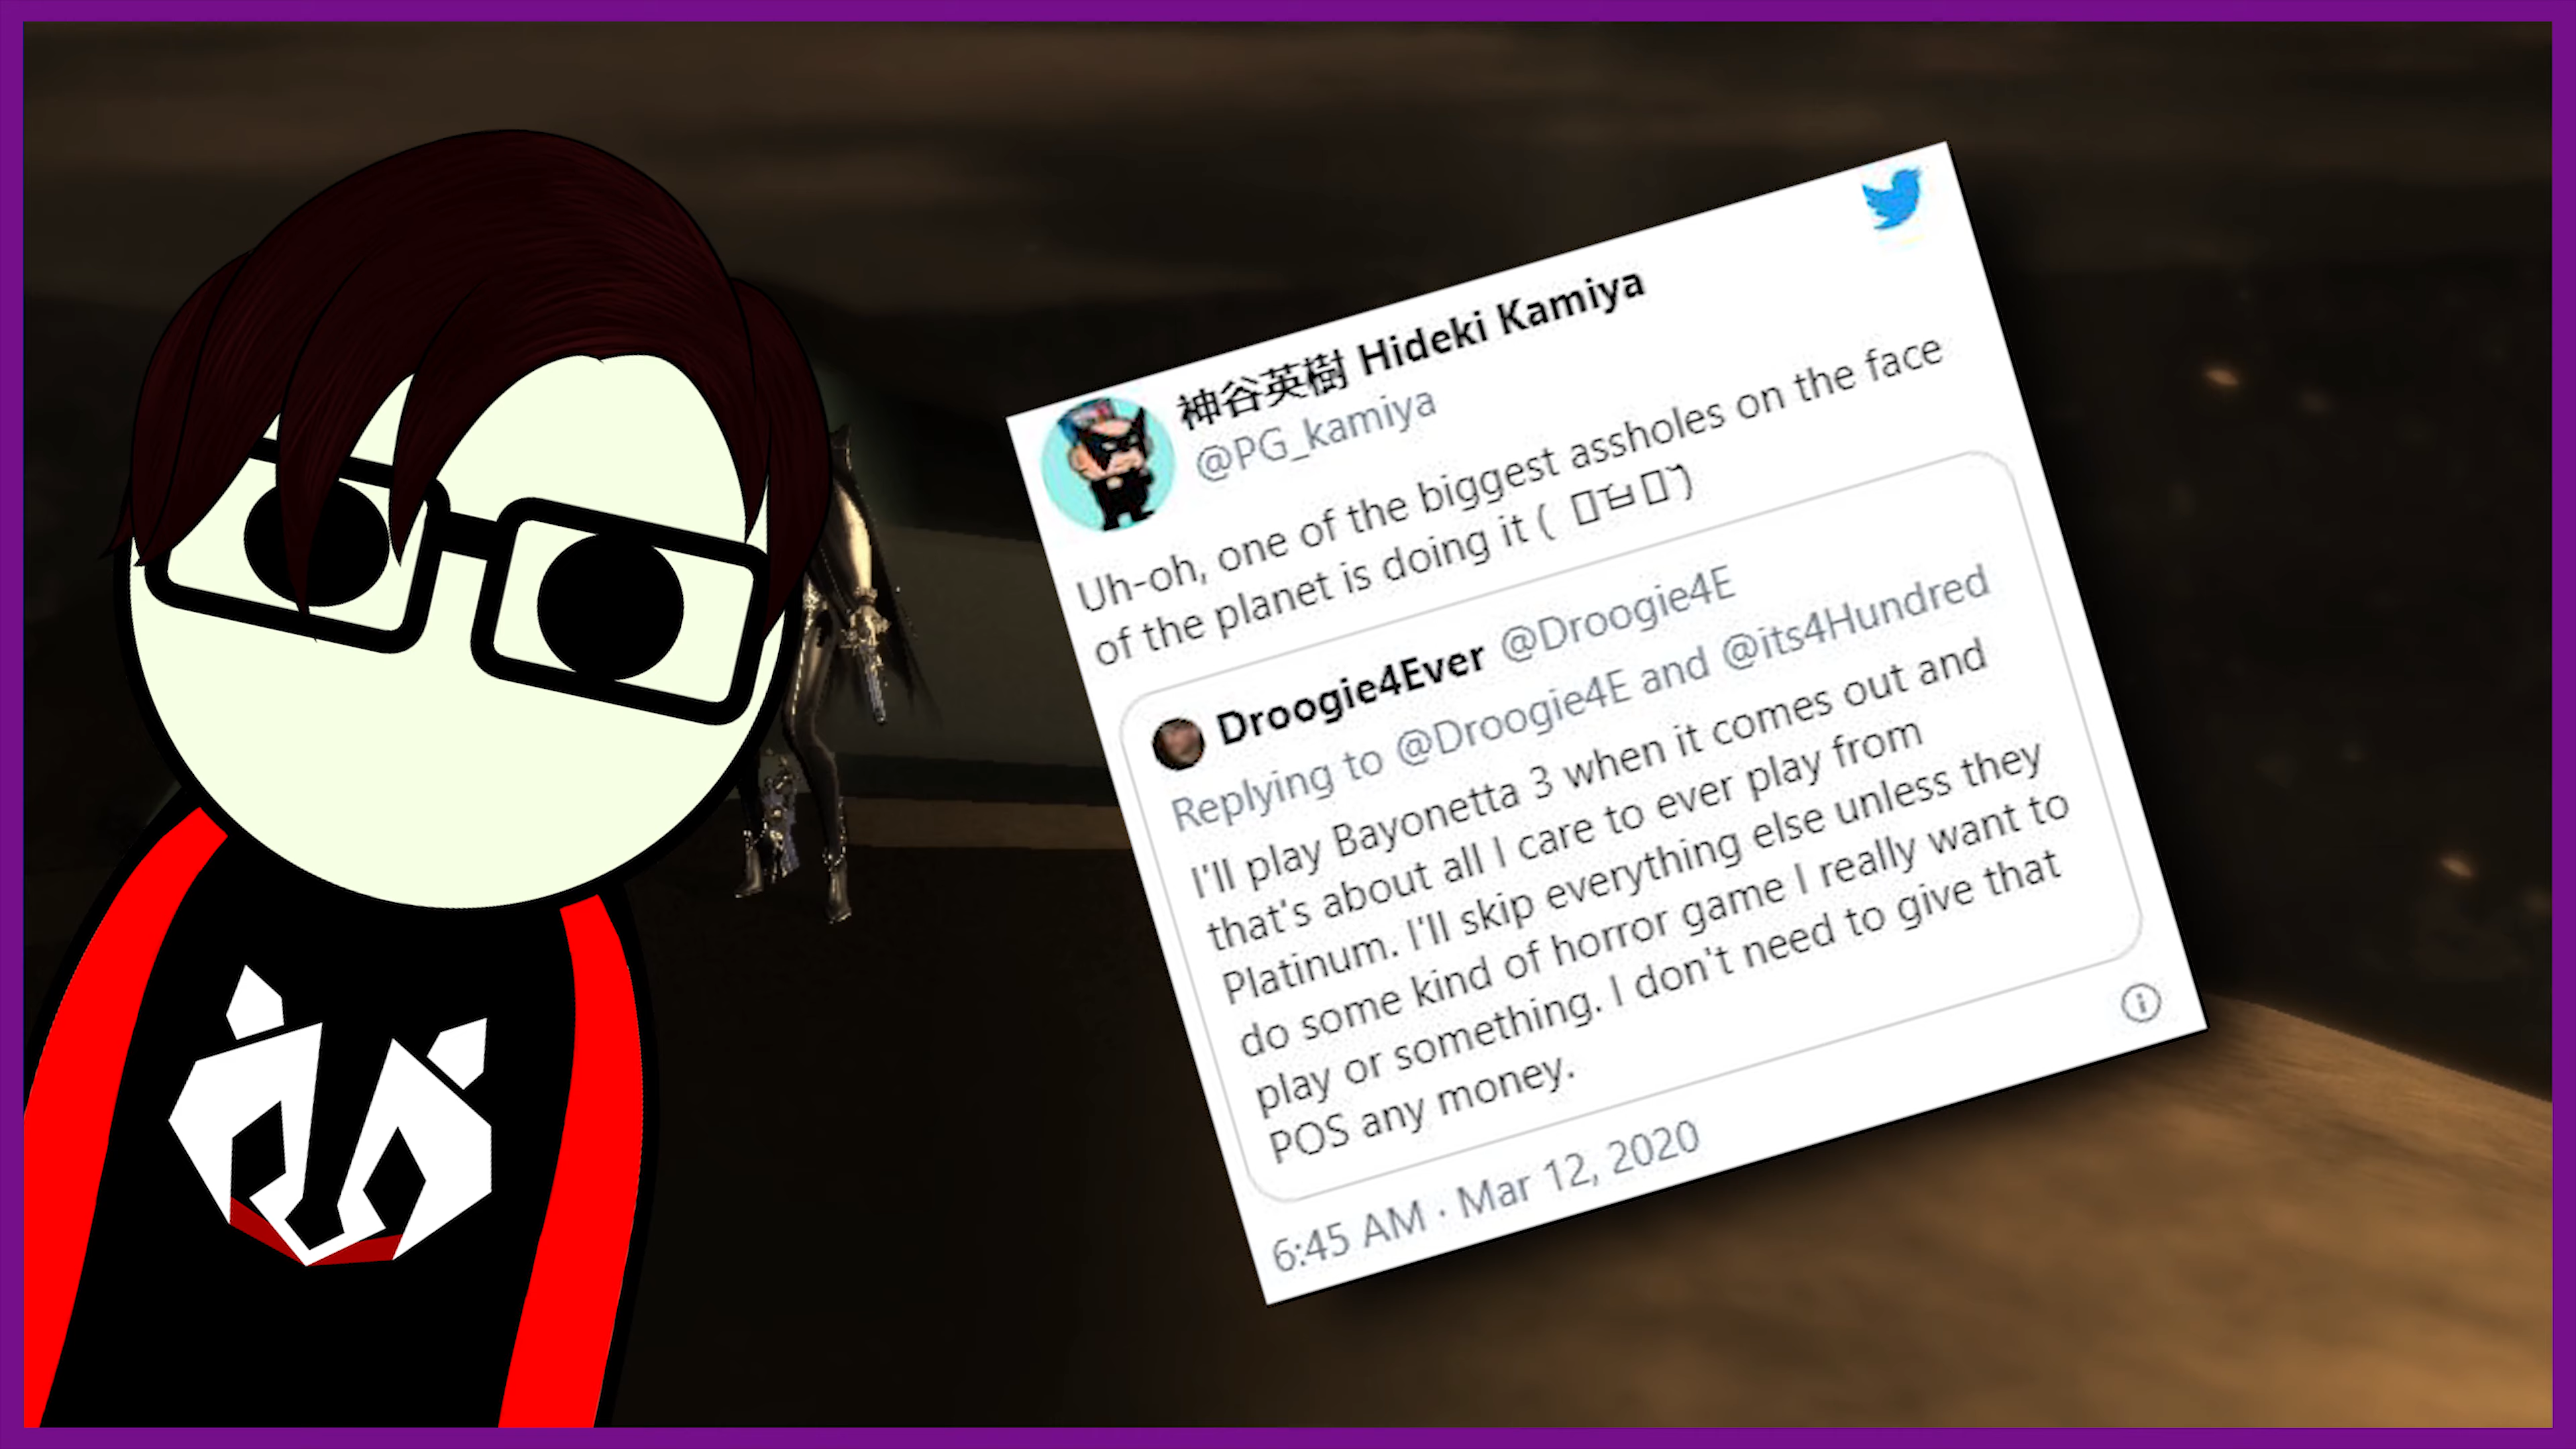 神谷英樹 Hideki Kamiya
@PG_kamiya
Uh-oh, one of the biggest assholes on the face
of the planet is doing it (
Droogie4Ever @Droogie4E
Replying to @Droogie4E and @its4Hundred
I'll play Bayonetta 3 when it comes out and
that's about all I care to ever play from
Platinum. I'll skip everything else unless they
do some kind of horror game I really want to
play or something. I don't need to give that
POS any money.
6:45 AM · Mar 12, 2020